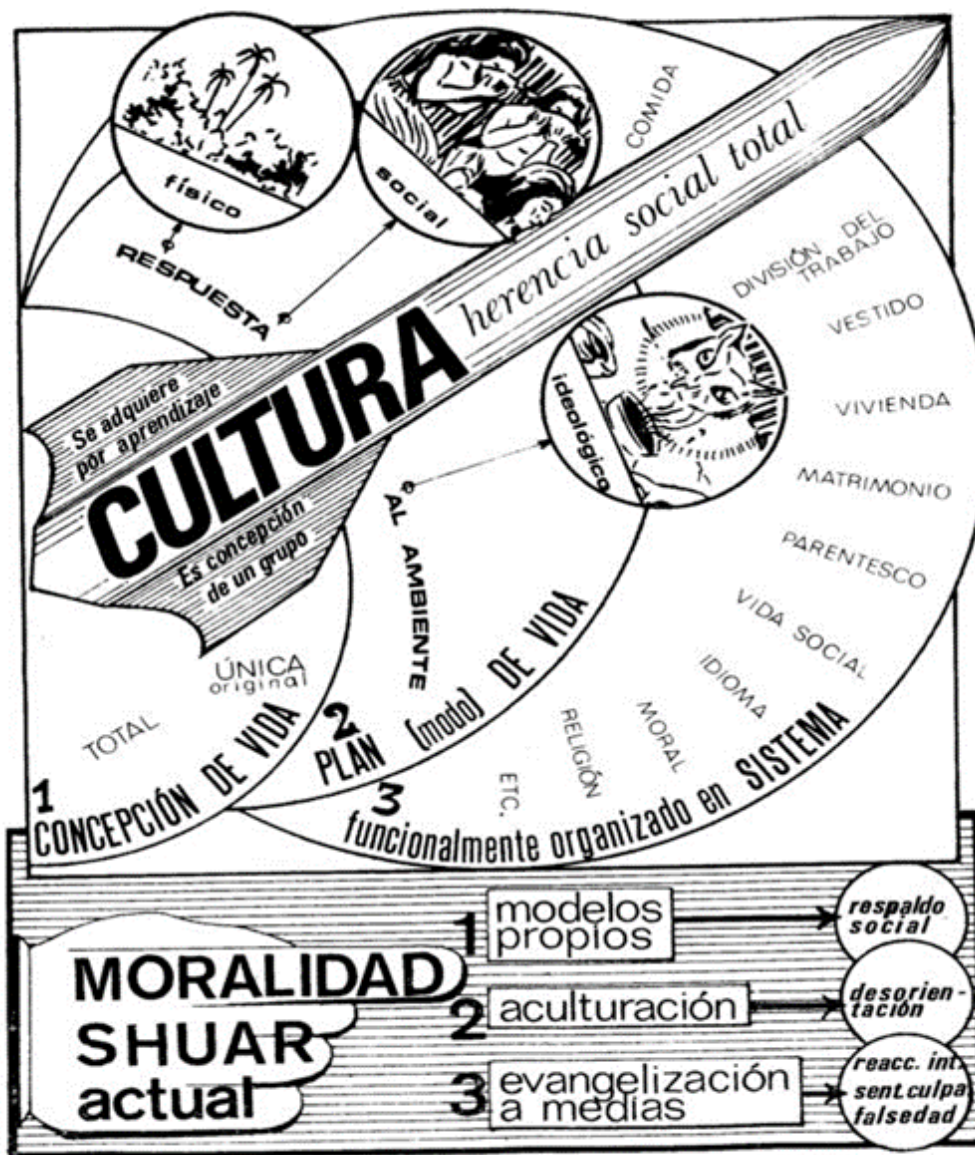 físico
social
RESPUESTA
COMIDA
herencia social total
CULTURA
Se adquiere
por aprendizaje
Es concepción
de un grupo
ideológico
AL AMBIENTE
DIVISIÓN DEL
TRABAJO
VESTIDO
VIVIENDA
MATRIMONIO
PARENTESCO
VIDA SOCIAL
IDIOMA
MORAL
RELIGIÓN
ETC.
ÚNICA
original
TOTAL
1
CONCEPCIÓN DE VIDA
2
PLAN (modo) DE VIDA
3
funcionalmente organizado en SISTEMA
MORALIDAD
SHUAR
actual
1 modelos
propios
respaldo
social
2 aculturación
desorien-
tación
3 evangelización
a medías
reacc. int.
sent.culpa
falsedad